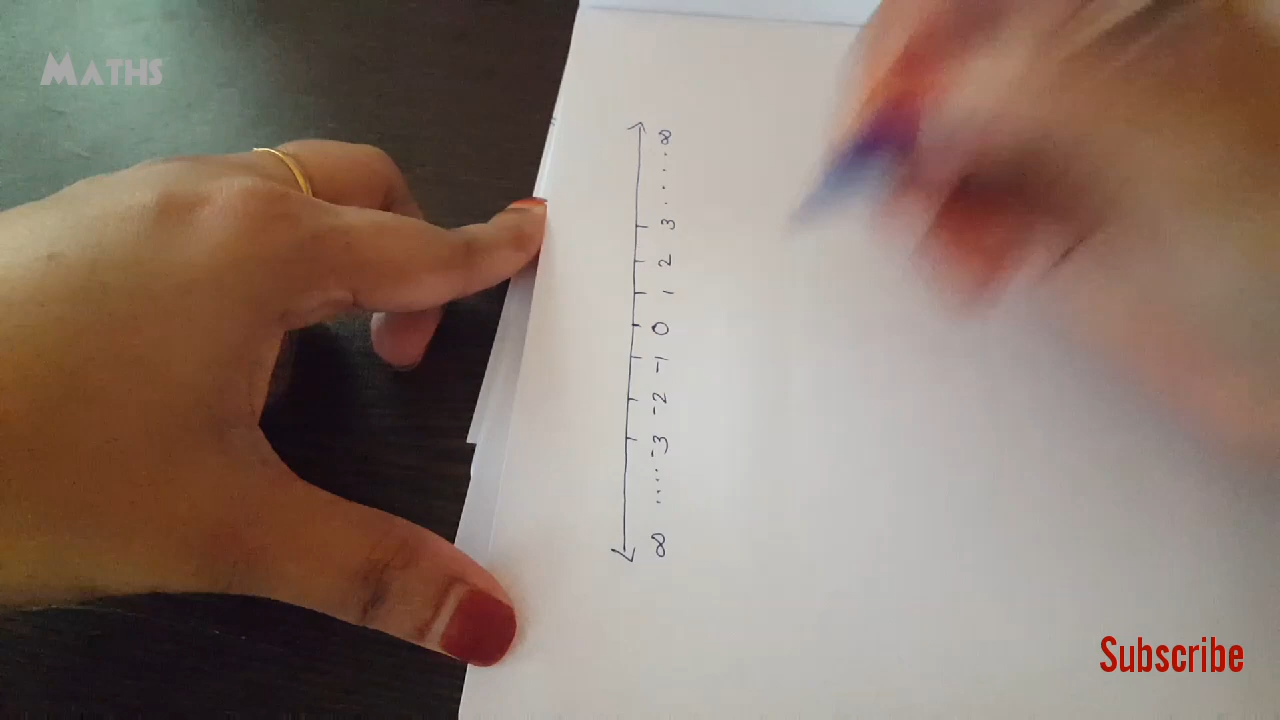 MATHS
∞ ..... -3 -2 -1 0 1 2 3 ..... ∞
Subscribe